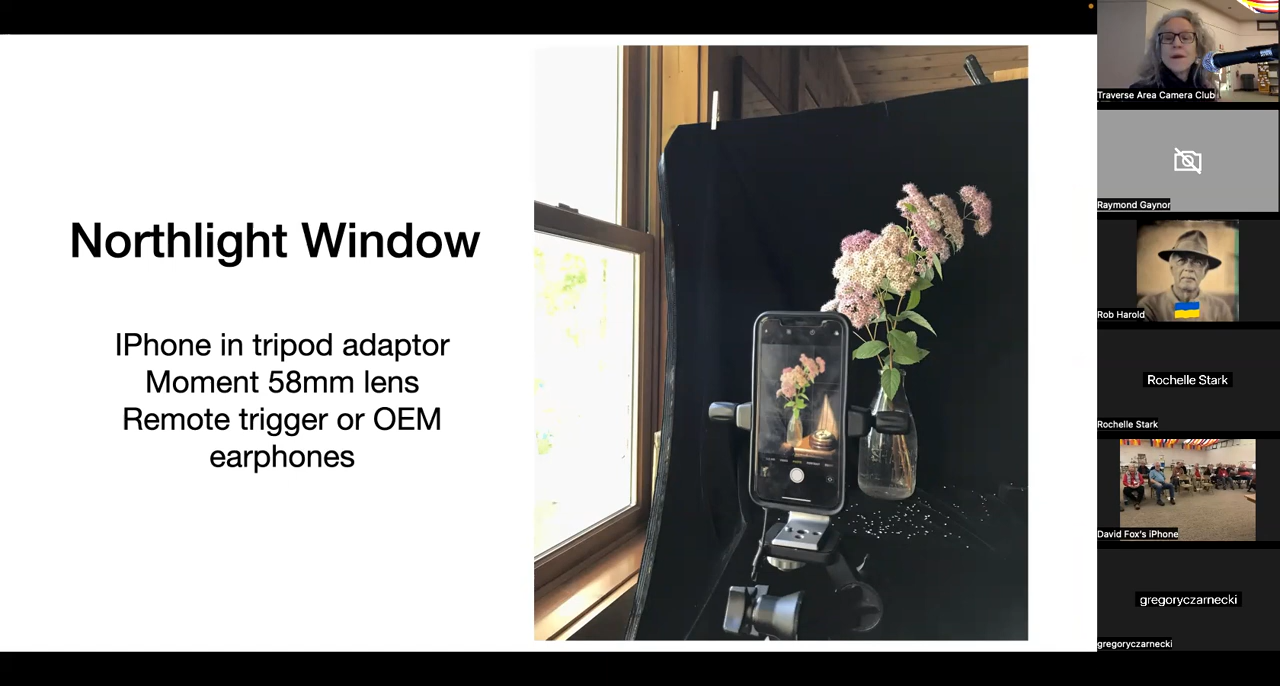 Northlight Window
IPhone in tripod adaptor
Moment 58mm lens
Remote trigger or OEM
earphones
Traverse Area Camera Club
Raymond Gaynor
Rob Harold
Rochelle Stark
Rochelle Stark
David Fox's iPhone
gregoryczarnecki
gregoryczarnecki